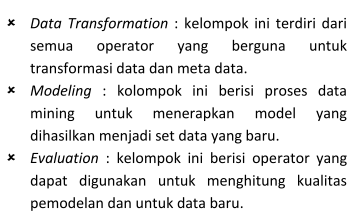 × Data Transformation : kelompok ini terdiri dari
semua operator yang berguna untuk
transformasi data dan meta data.
× Modeling : kolompok ini berisi proses data
mining untuk menerapkan model yang
dihasilkan menjadi set data yang baru.
× Evaluation : kelompok ini berisi operator yang
dapat digunakan untuk menghitung kualitas
pemodelan dan untuk data baru.